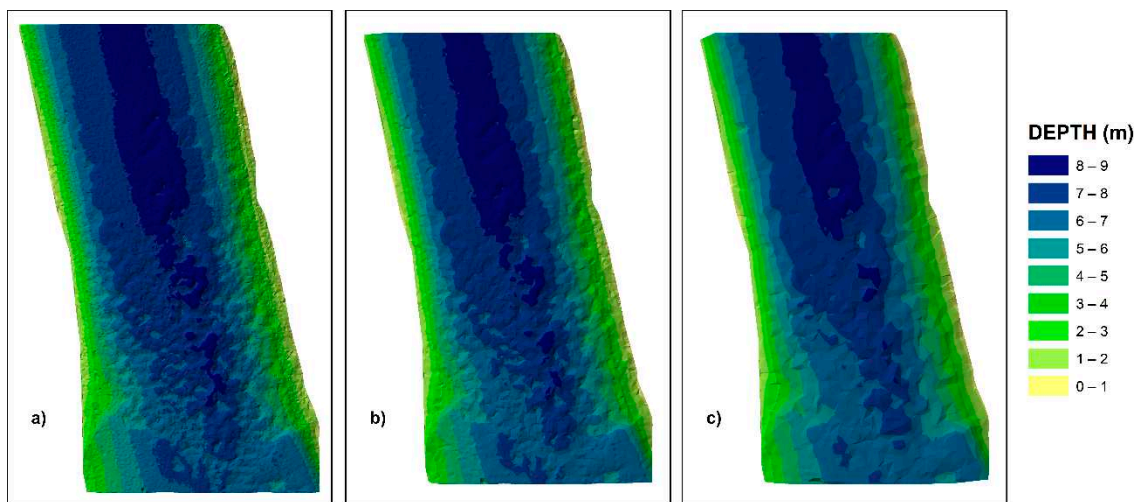 a)
b)
c)
DEPTH (m)
8 – 9
7 – 8
6 – 7
5 – 6
4 – 5
3 – 4
2 – 3
1 – 2
0 – 1